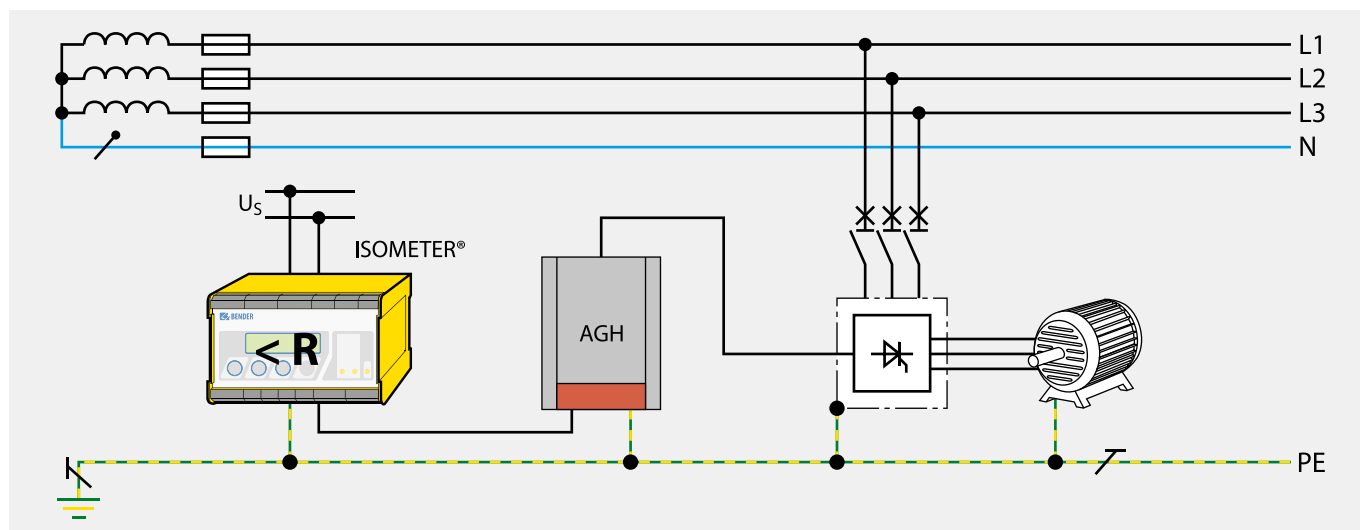 L1
L2
L3
N
US
ISOMETER®
BENDER
< R
AGH
PE